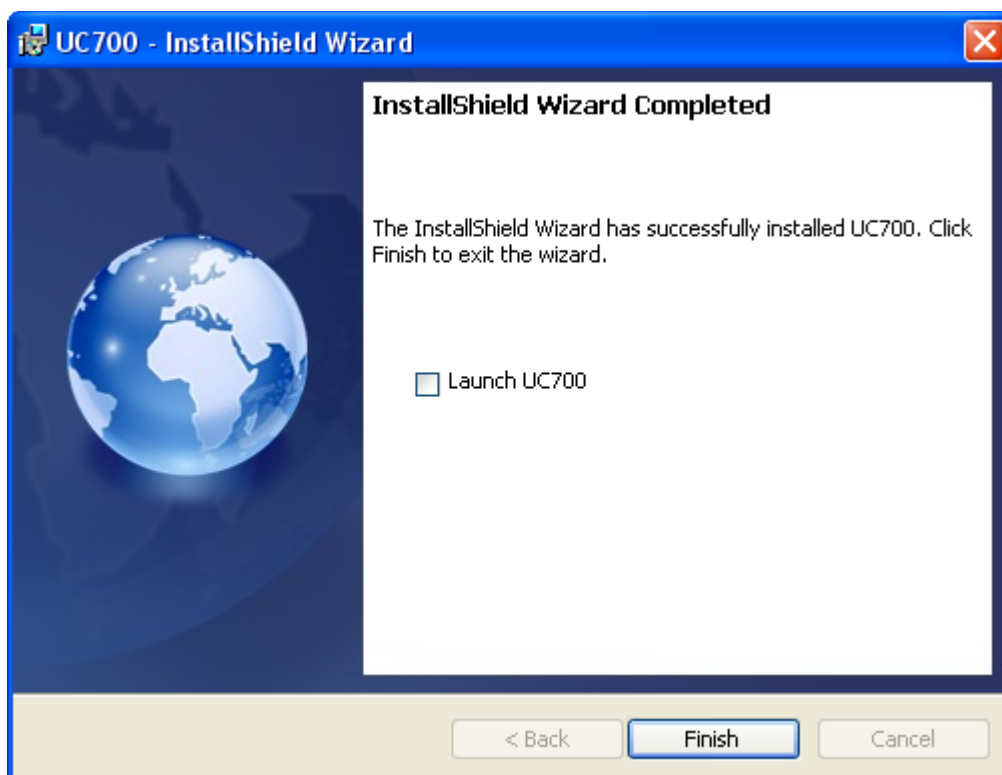 UC700 - InstallShield Wizard
InstallShield Wizard Completed
The InstallShield Wizard has successfully installed UC700. Click
Finish to exit the wizard.
Launch UC700
< Back
Finish
Cancel